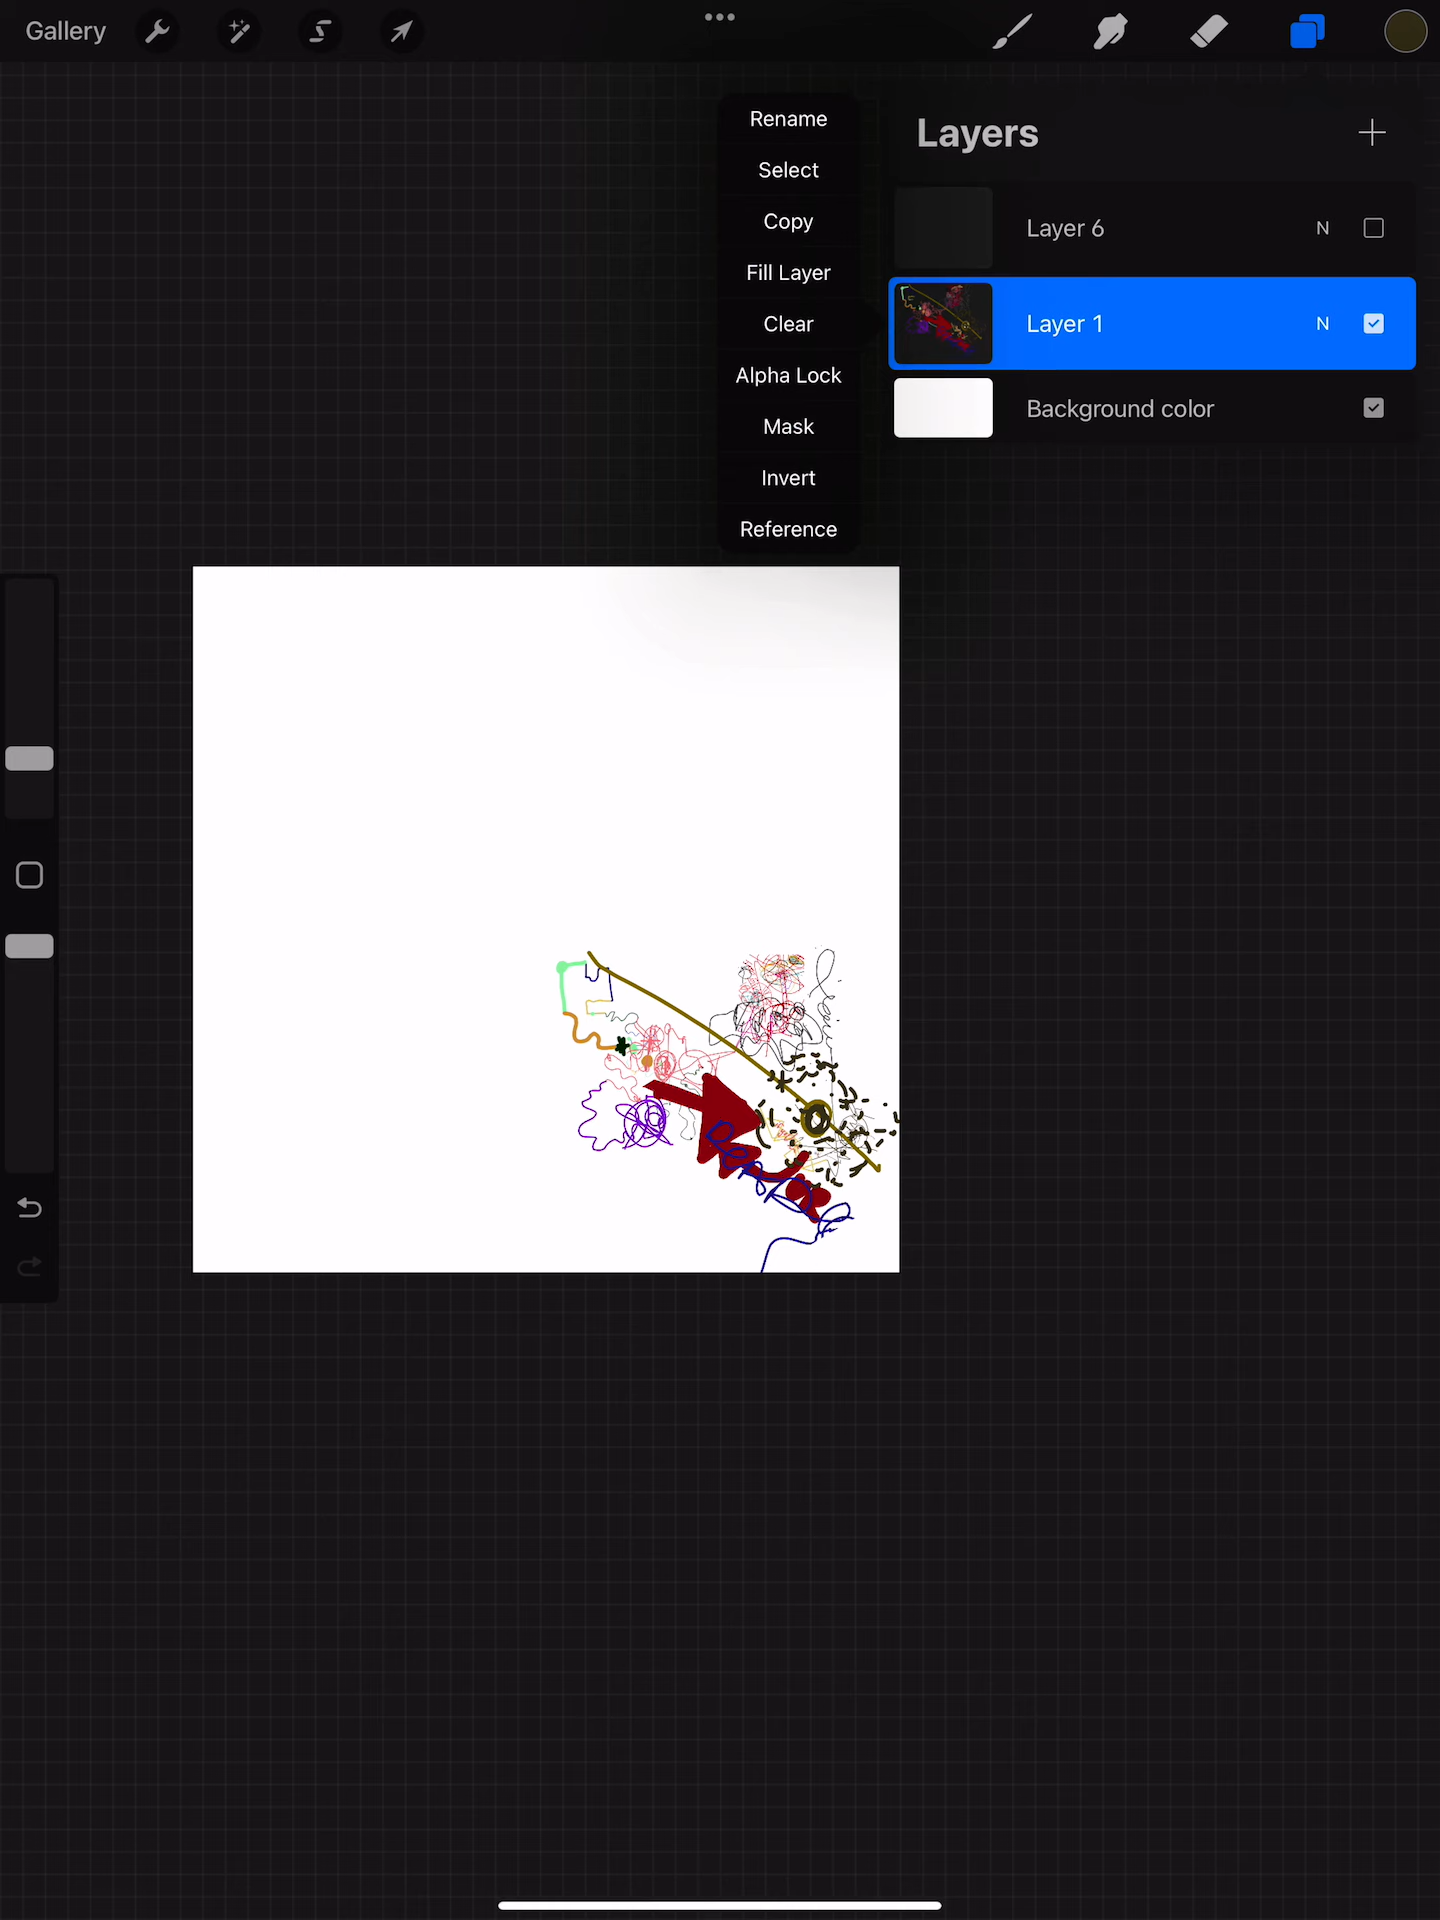 Gallery
Rename
Select
Copy
Fill Layer
Clear
Alpha Lock
Mask
Invert
Reference
Layers
Layer 6 N
Layer 1 N
Background color